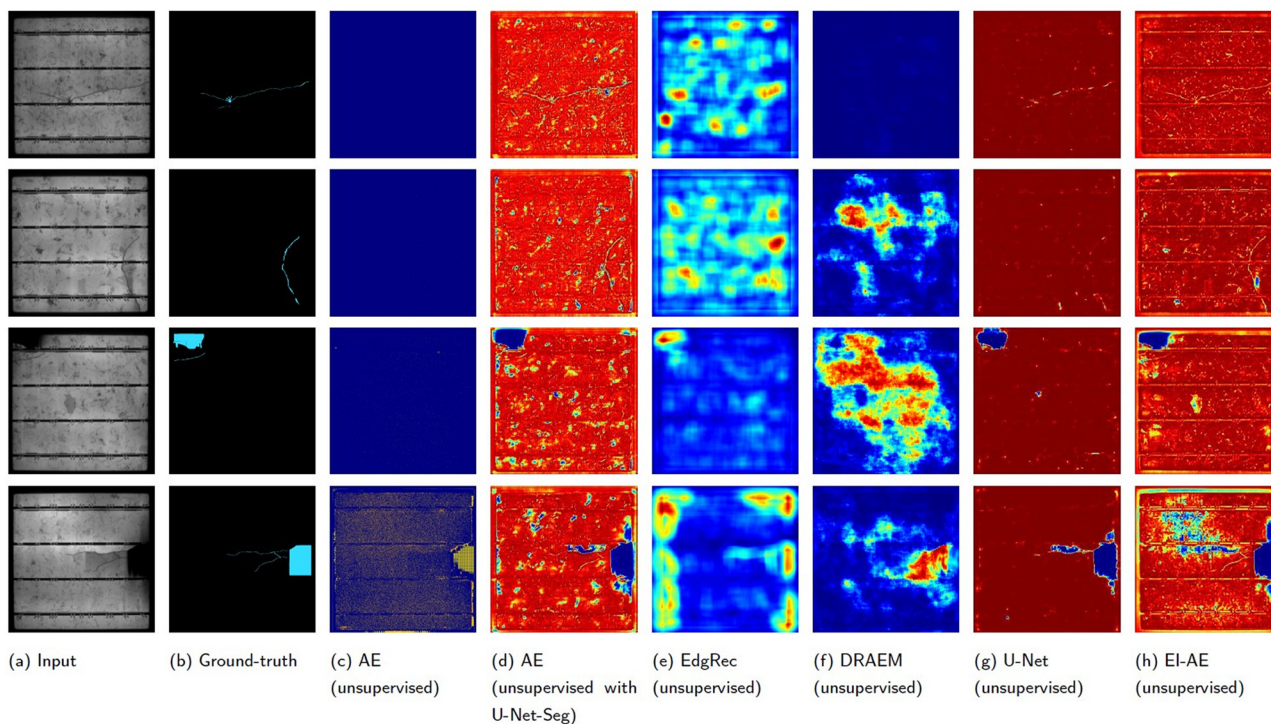 (a) Input
(b) Ground-truth
(c) AE
(unsupervised)
(d) AE
(unsupervised with
U-Net-Seg)
(e) EdgRec
(unsupervised)
(f) DRAEM
(unsupervised)
(g) U-Net
(unsupervised)
(h) EI-AE
(unsupervised)